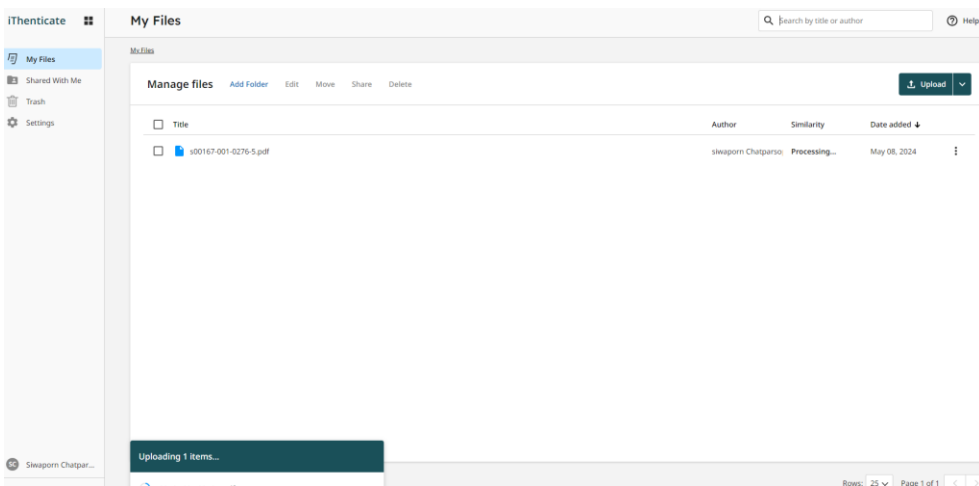 iThenticate
My Files
Search by title or author
Help
My Files
Shared With Me
Trash
Settings
My Files
Manage files Add Folder Edit Move Share Delete
Upload
Title Author Similarity Date added
s00167-001-0276-5.pdf siwaporn Chatparso Processing... May 08, 2024
Uploading 1 items...
SC Siwaporn Chatpar...
Rows: 25 Page 1 of 1